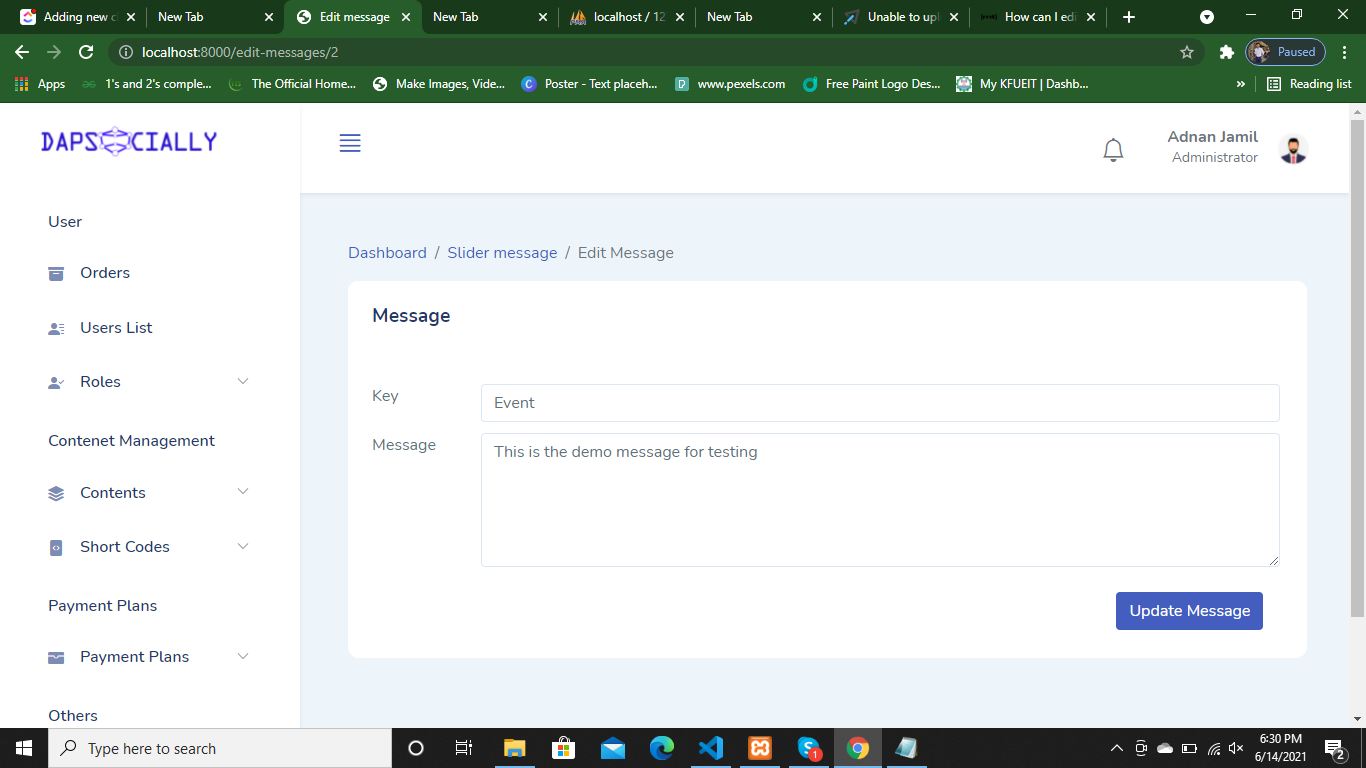 Adding new c
New Tab
Edit message
New Tab
localhost / 12
New Tab
Unable to upl
How can I edi
localhost:8000/edit-messages/2
Paused
Apps
1's and 2's comple...
The Official Home...
Make Images, Vide...
Poster - Text placeh...
www.pexels.com
Free Paint Logo Des...
My KFUEIT | Dashb...
»
Reading list
DAPSOCIALLY
Adnan Jamil
Administrator
User
Orders
Users List
Roles
Contenet Management
Contents
Short Codes
Payment Plans
Payment Plans
Others
Dashboard / Slider message / Edit Message
Message
Key
Event
Message
This is the demo message for testing
Update Message
Type here to search
1
6:30 PM
6/14/2021
2